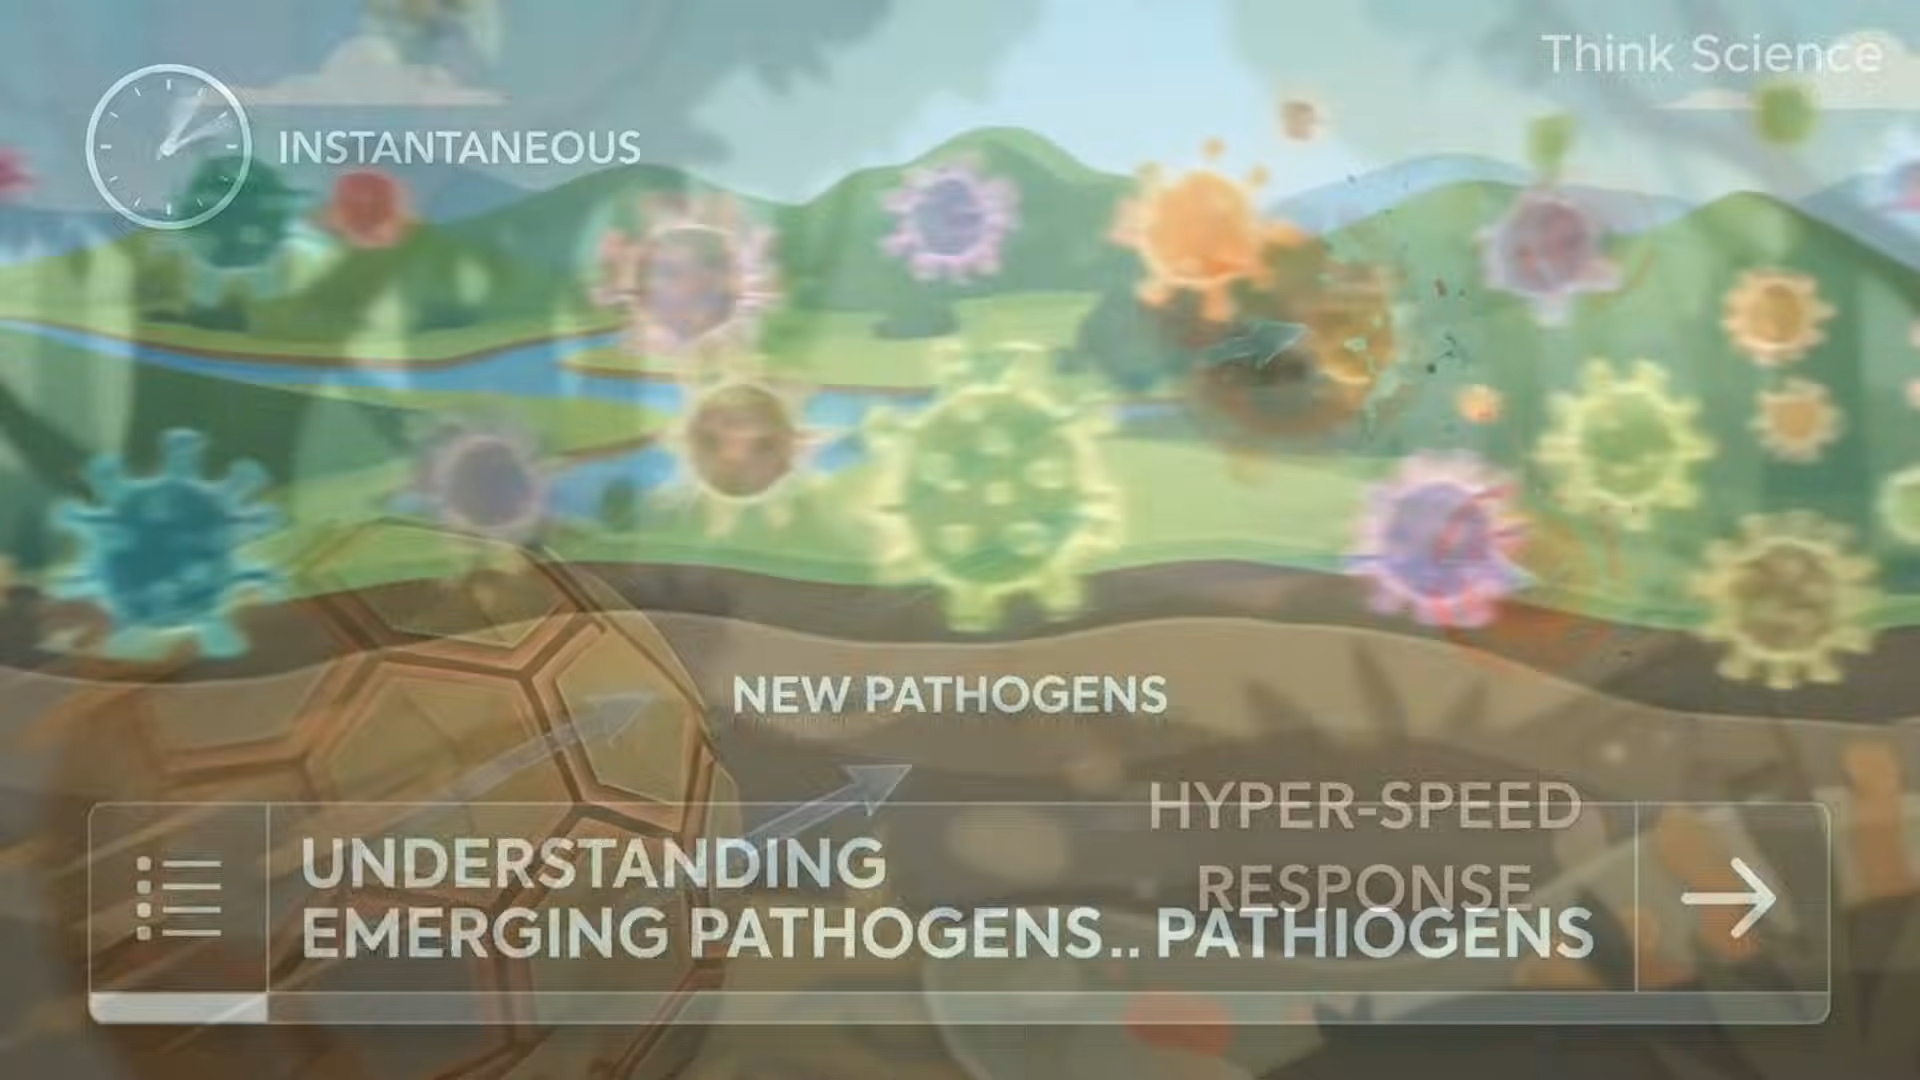 Think Science
INSTANTANEOUS
NEW PATHOGENS
HYPER-SPEED
RESPONSE
UNDERSTANDING
EMERGING PATHOGENS.. PATHIOGENS